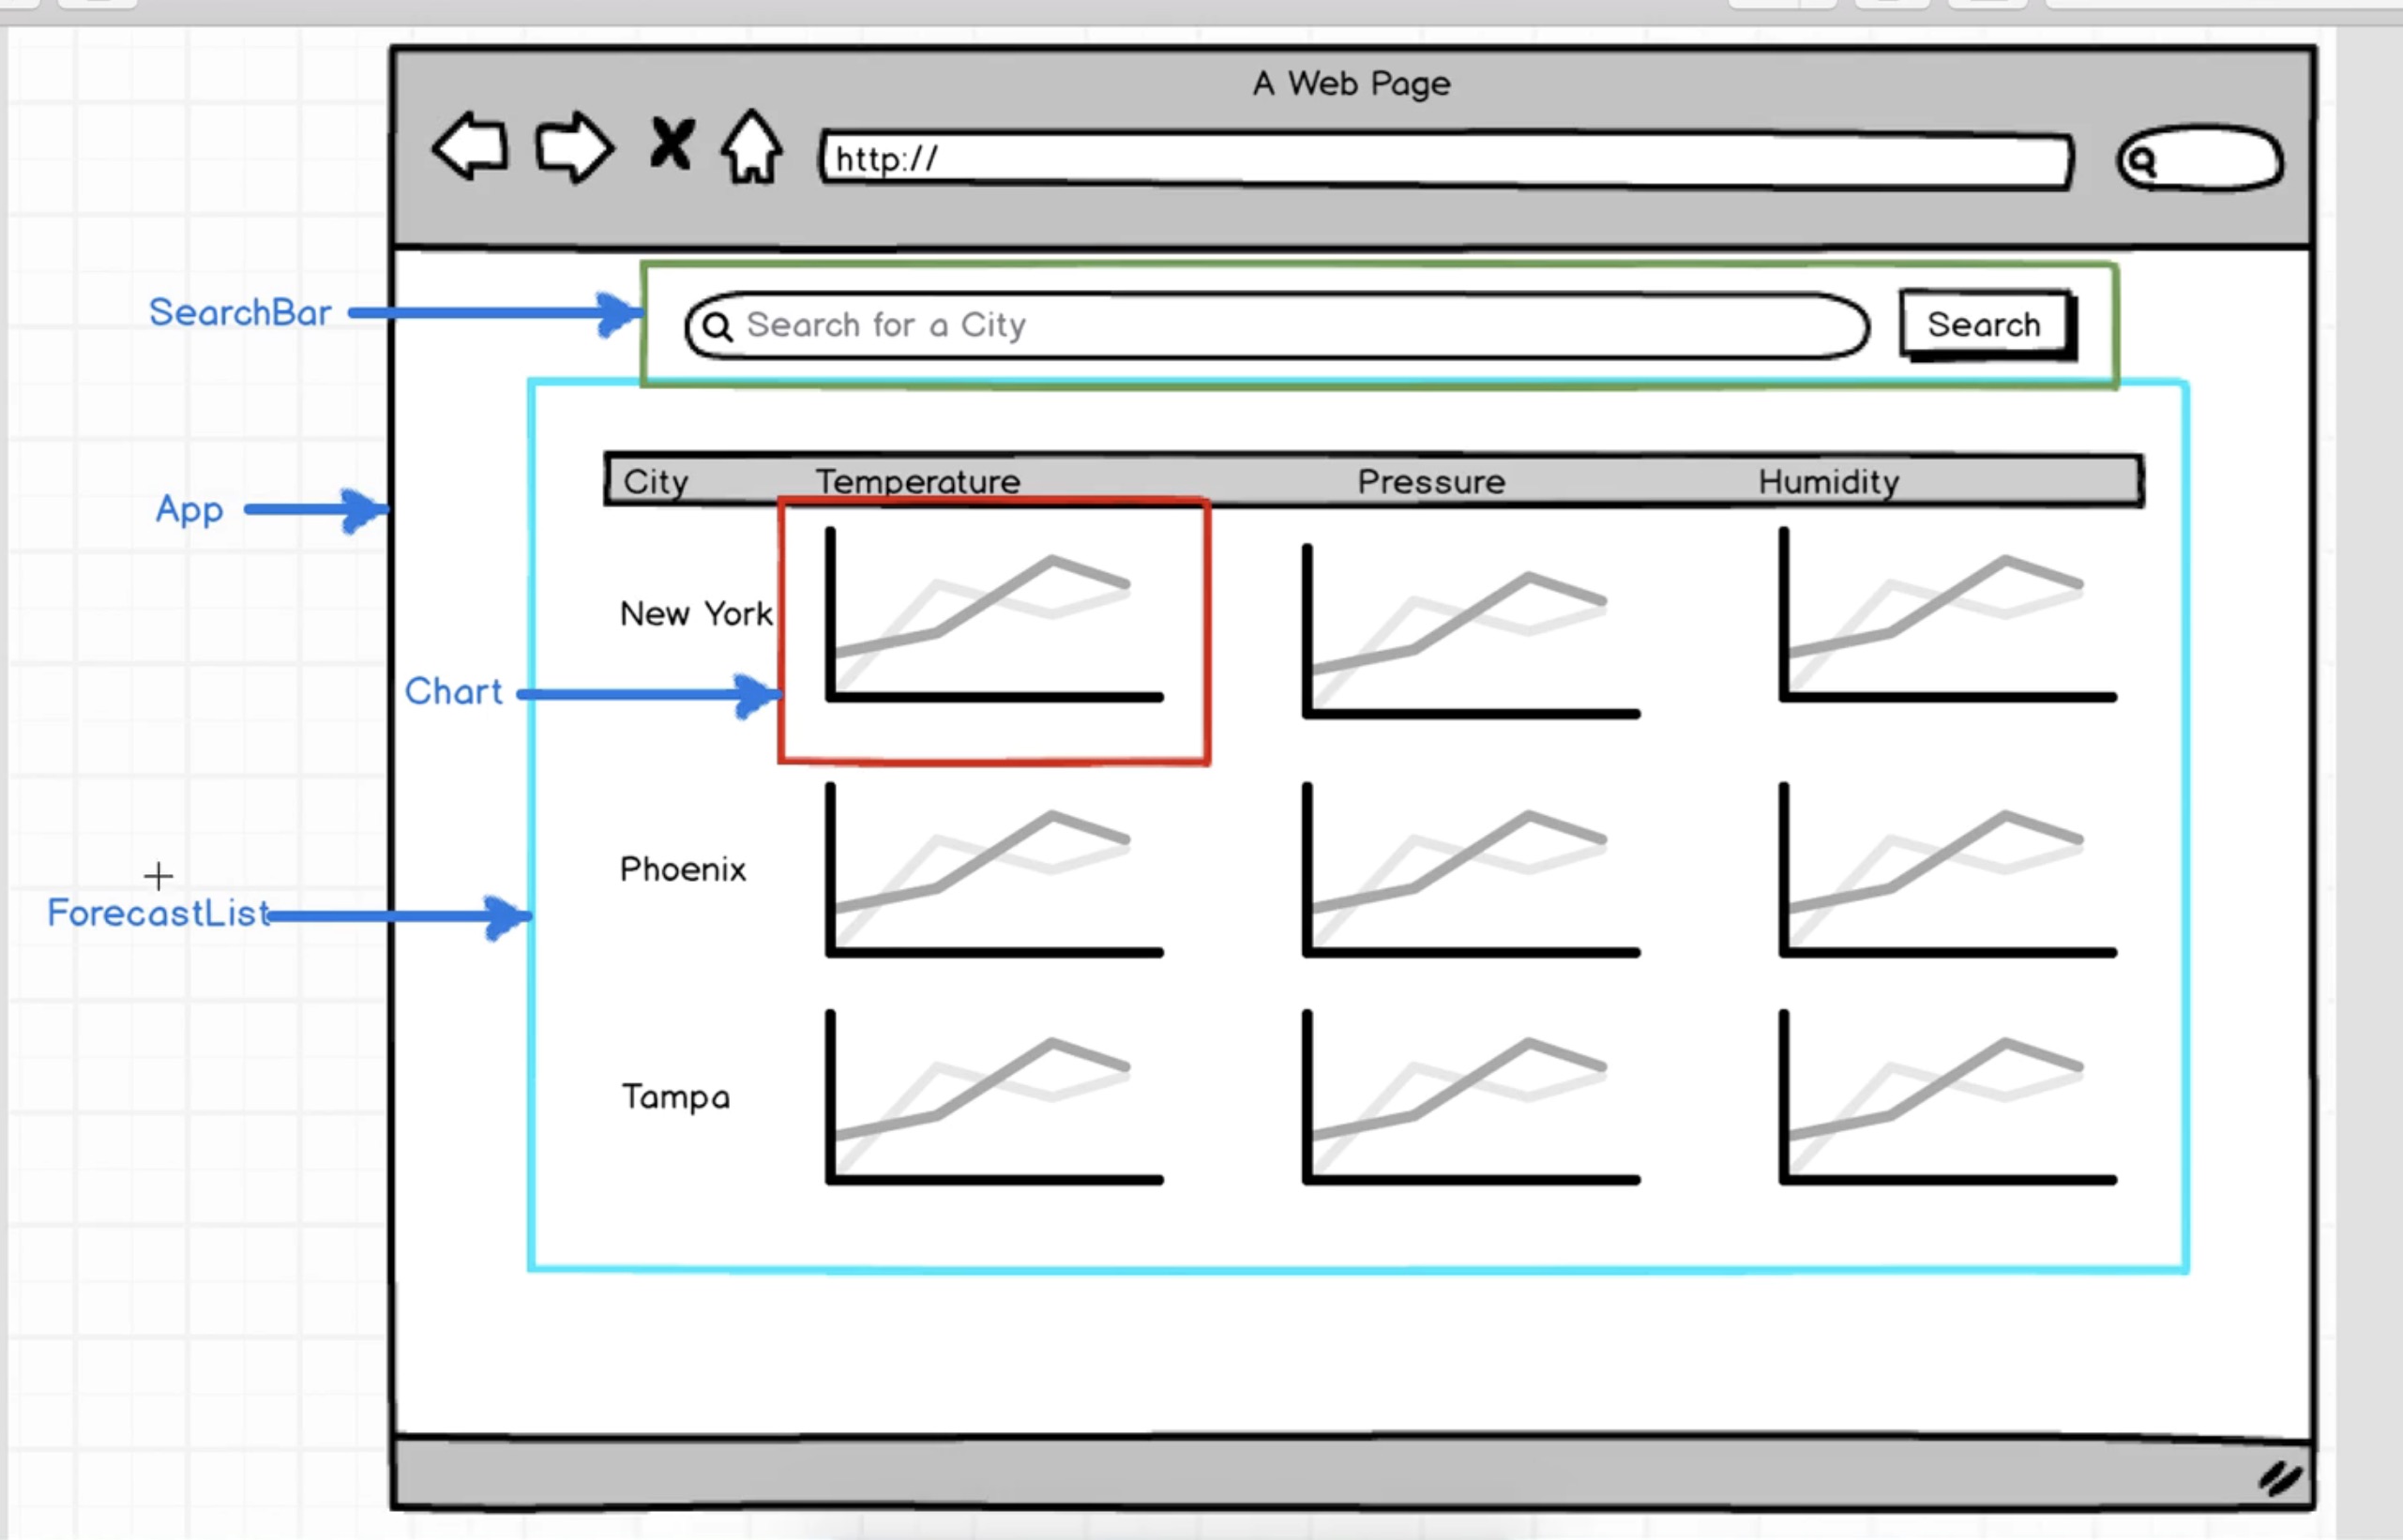 A Web Page
http://
SearchBar
Search for a City
Search
City Temperature Pressure Humidity
App
New York
Chart
Phoenix
ForecastList
Tampa